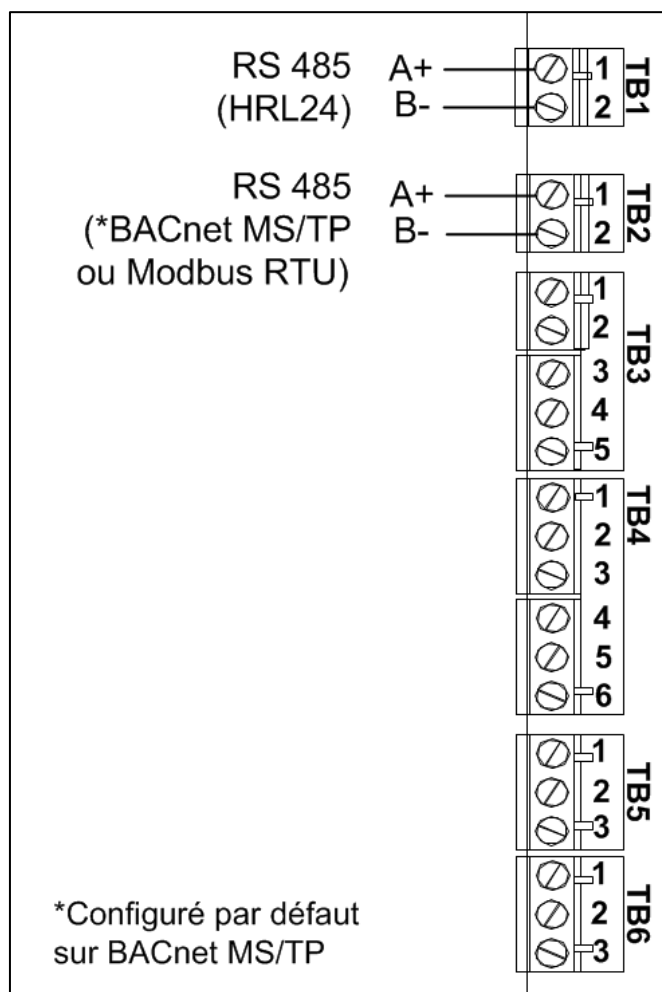 RS 485 A+ 1 TB1
(HRL24) B- 2
RS 485 A+ 1 TB2
(*BACnet MS/TP B- 2
ou Modbus RTU)
1 TB3
2
3
4
5
1 TB4
2
3
4
5
6
1 TB5
2
3
1 TB6
2
3
*Configuré par défaut
sur BACnet MS/TP